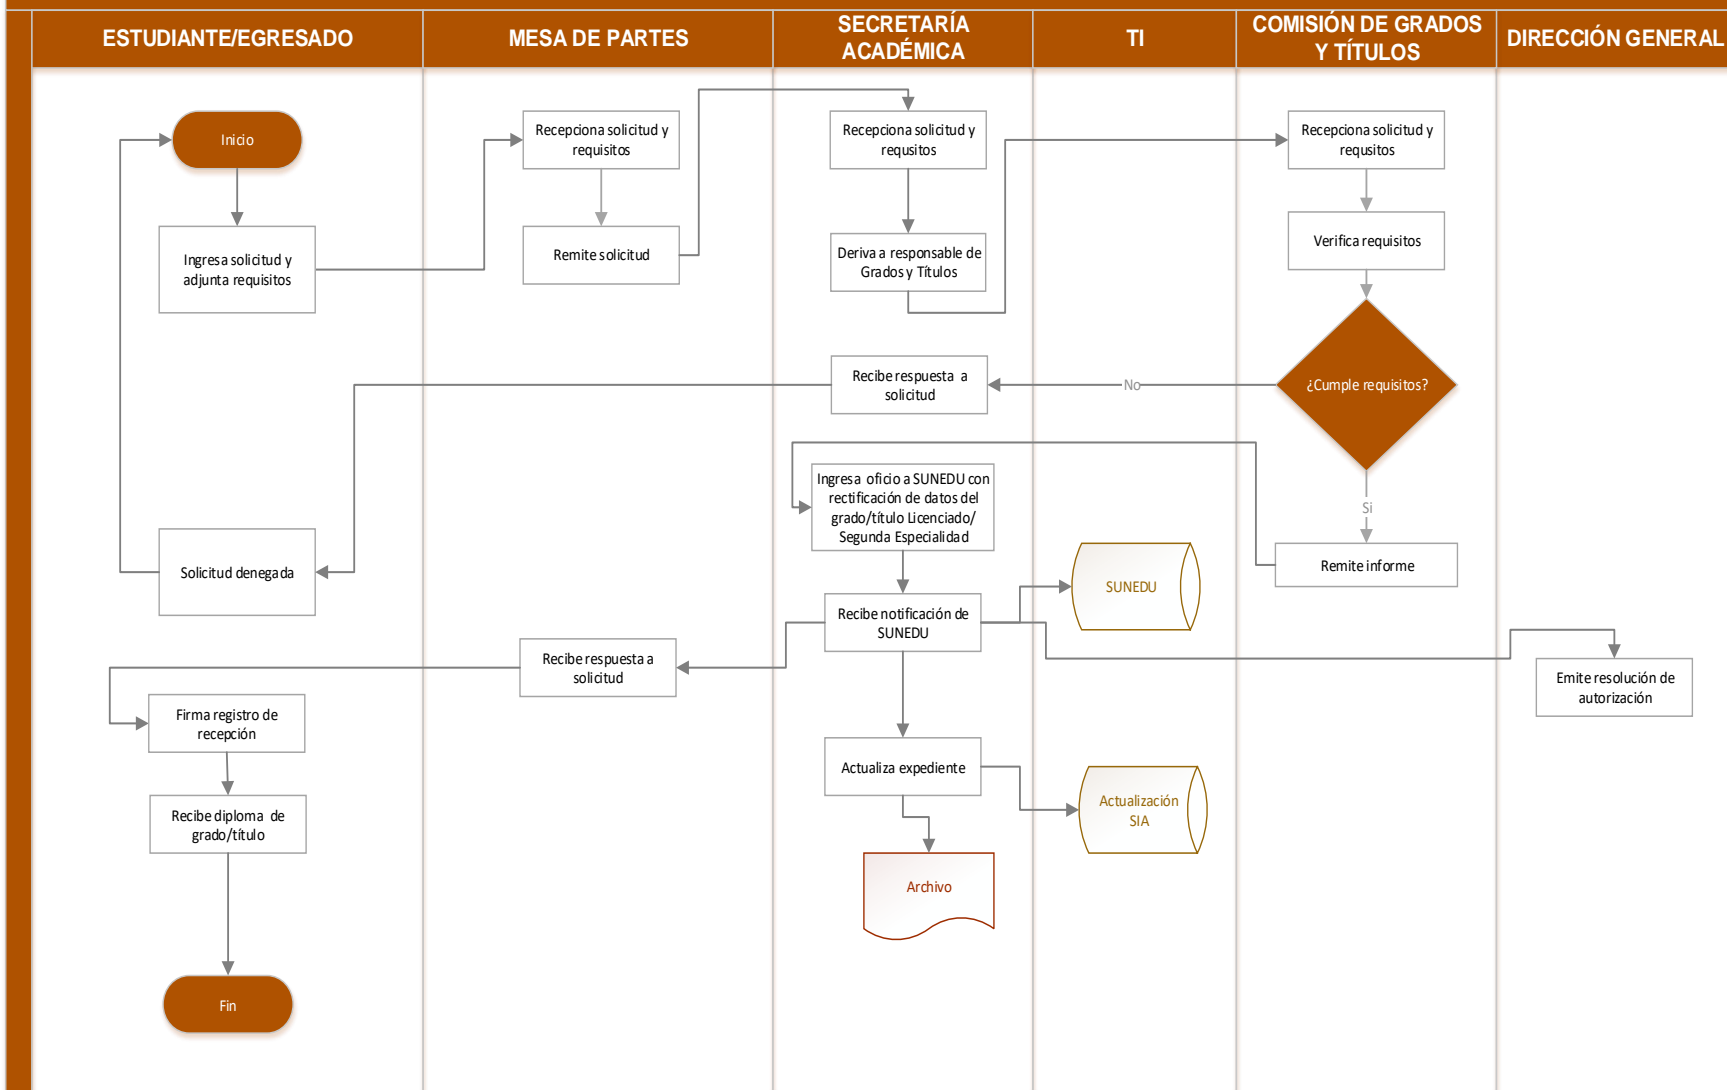 ESTUDIANTE/EGRESADO
MESA DE PARTES
SECRETARÍA
ACADÉMICA
TI
COMISIÓN DE GRADOS
Y TÍTULOS
DIRECCIÓN GENERAL
Inicio
Recepciona solicitud y
requisitos
Recepciona solicitud y
requsitos
Recepciona solicitud y
requsitos
Ingresa solicitud y
adjunta requisitos
Remite solicitud
Deriva a responsable de
Grados y Títulos
Verifica requisitos
¿Cumple requisitos?
No
Recibe respuesta a
solicitud
Si
Ingresa oficio a SUNEDU con
rectificación de datos del
grado/título Licenciado/
Segunda Especialidad
Solicitud denegada
SUNEDU
Remite informe
Recibe notificación de
SUNEDU
Recibe respuesta a
solicitud
Emite resolución de
autorización
Firma registro de
recepción
Actualiza expediente
Actualización
SIA
Recibe diploma de
grado/título
Archivo
Fin